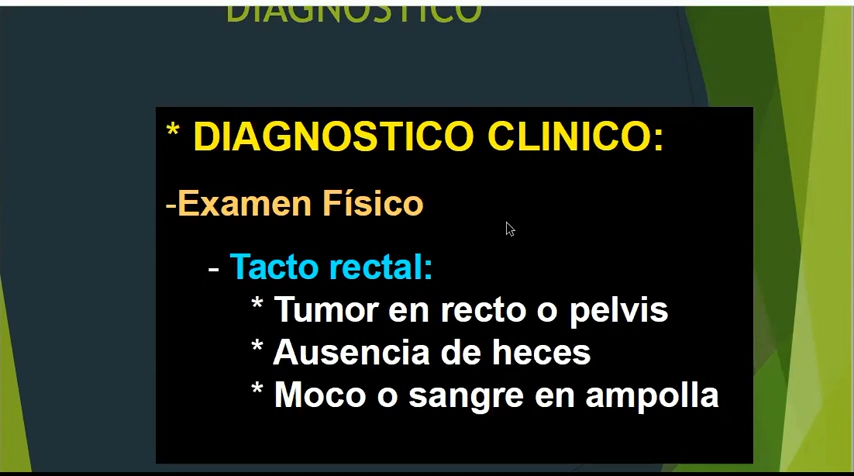 DIAGNOSTICO
* DIAGNOSTICO CLINICO:
-Examen Físico
- Tacto rectal:
* Tumor en recto o pelvis
* Ausencia de heces
* Moco o sangre en ampolla